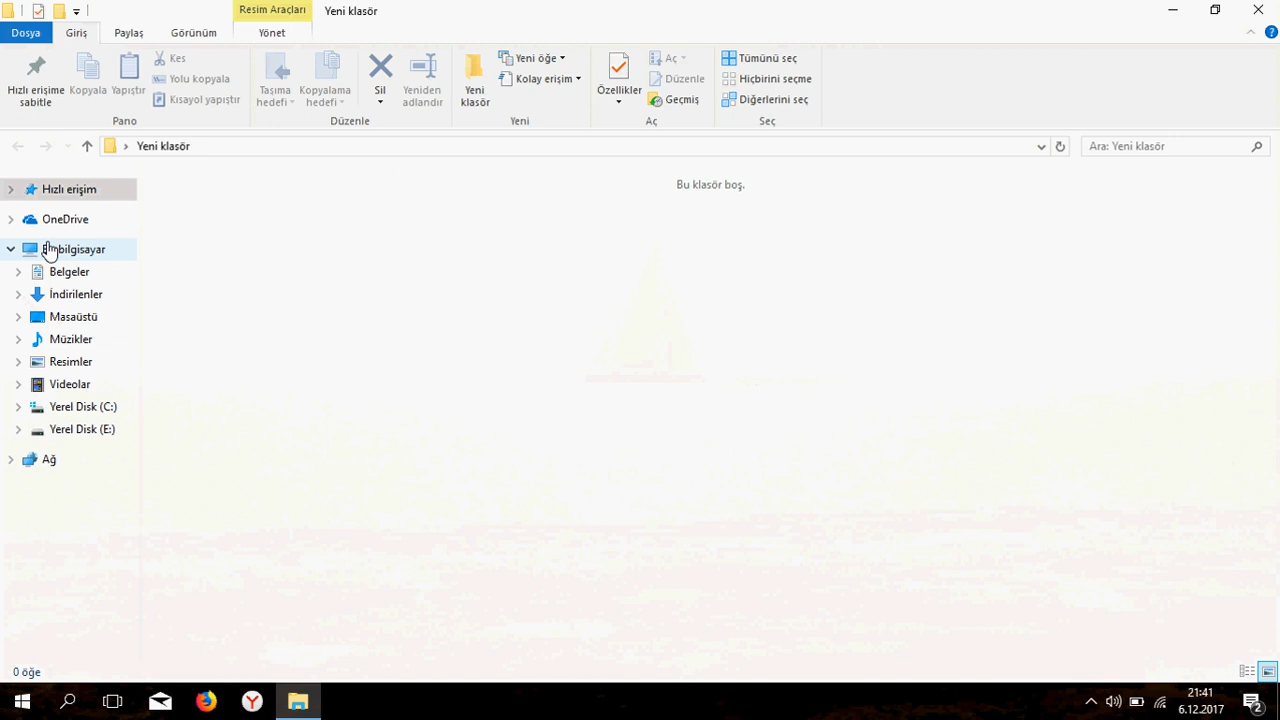 Resim Araçları
Yeni klasör
Dosya
Giriş
Paylaş
Görünüm
Yönet
Hızlı erişime sabitle
Kopyala
Yapıştır
Kes
Yolu kopyala
Kısayol yapıştır
Pano
Taşıma hedefi
Kopyalama hedefi
Sil
Yeniden adlandır
Düzenle
Yeni klasör
Yeni öğe
Kolay erişim
Yeni
Özellikler
Aç
Düzenle
Geçmiş
Aç
Tümünü seç
Hiçbirini seçme
Diğerlerini seç
Seç
Yeni klasör
Ara: Yeni klasör
Hızlı erişim
OneDrive
bilgisayar
Belgeler
İndirilenler
Masaüstü
Müzikler
Resimler
Videolar
Yerel Disk (C:)
Yerel Disk (E:)
Ağ
Bu klasör boş.
0 öğe
21:41
6.12.2017
2